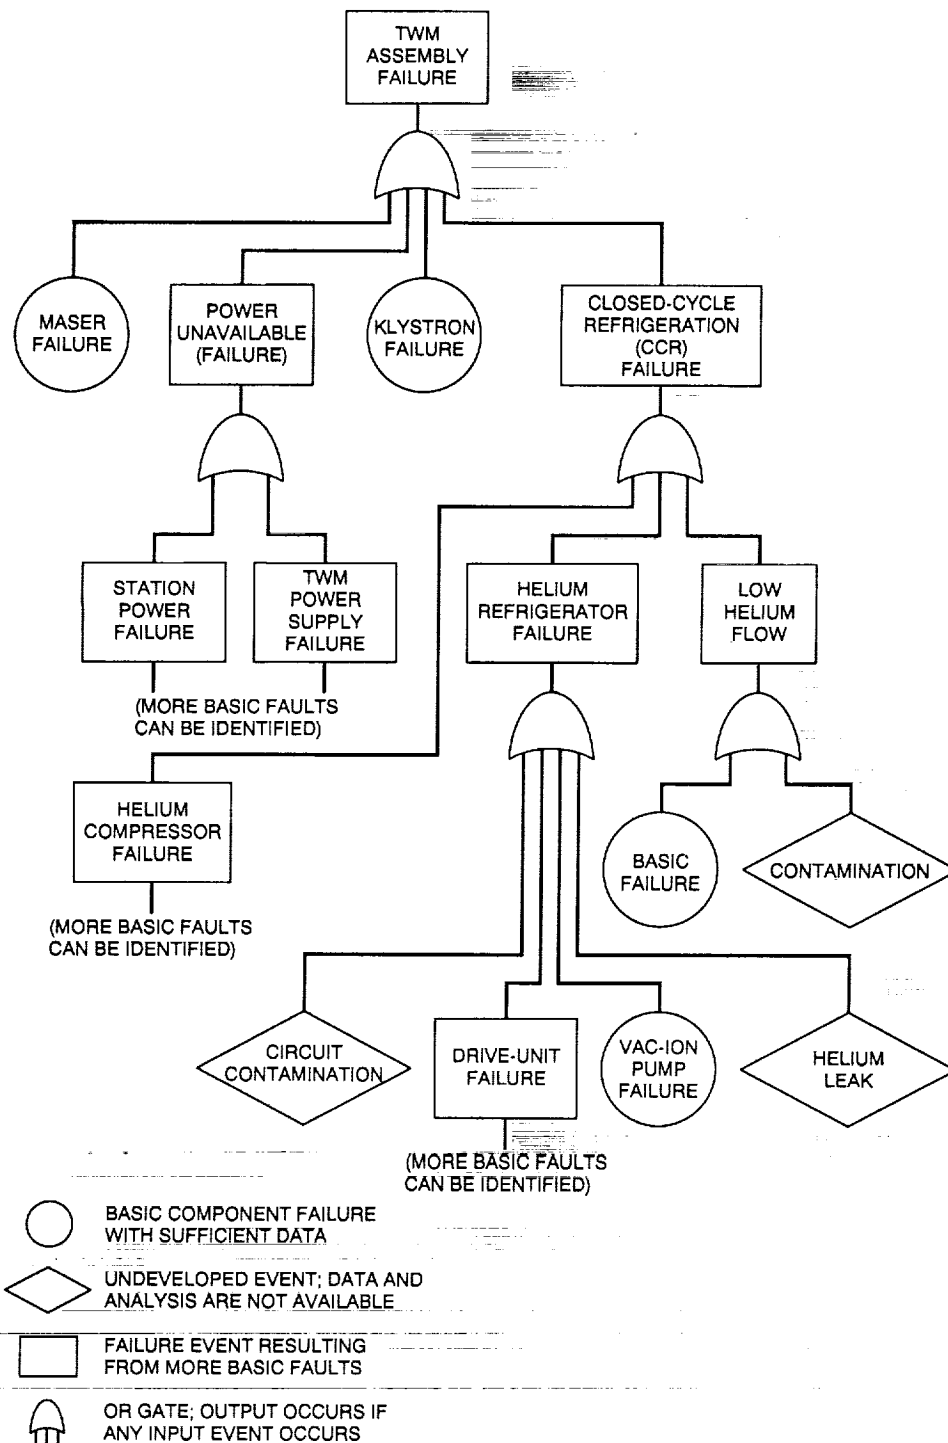 TWM
ASSEMBLY
FAILURE
MASER
FAILURE
POWER
UNAVAILABLE
(FAILURE)
KLYSTRON
FAILURE
CLOSED-CYCLE
REFRIGERATION
(CCR)
FAILURE
STATION
POWER
FAILURE
TWM
POWER
SUPPLY
FAILURE
HELIUM
REFRIGERATOR
FAILURE
LOW
HELIUM
FLOW
(MORE BASIC FAULTS
CAN BE IDENTIFIED)
HELIUM
COMPRESSOR
FAILURE
BASIC
FAILURE
CONTAMINATION
(MORE BASIC FAULTS
CAN BE IDENTIFIED)
CIRCUIT
CONTAMINATION
DRIVE-UNIT
FAILURE
VAC-ION
PUMP
FAILURE
HELIUM
LEAK
(MORE BASIC FAULTS
CAN BE IDENTIFIED)
BASIC COMPONENT FAILURE
WITH SUFFICIENT DATA
UNDEVELOPED EVENT; DATA AND
ANALYSIS ARE NOT AVAILABLE
FAILURE EVENT RESULTING
FROM MORE BASIC FAULTS
OR GATE; OUTPUT OCCURS IF
ANY INPUT EVENT OCCURS